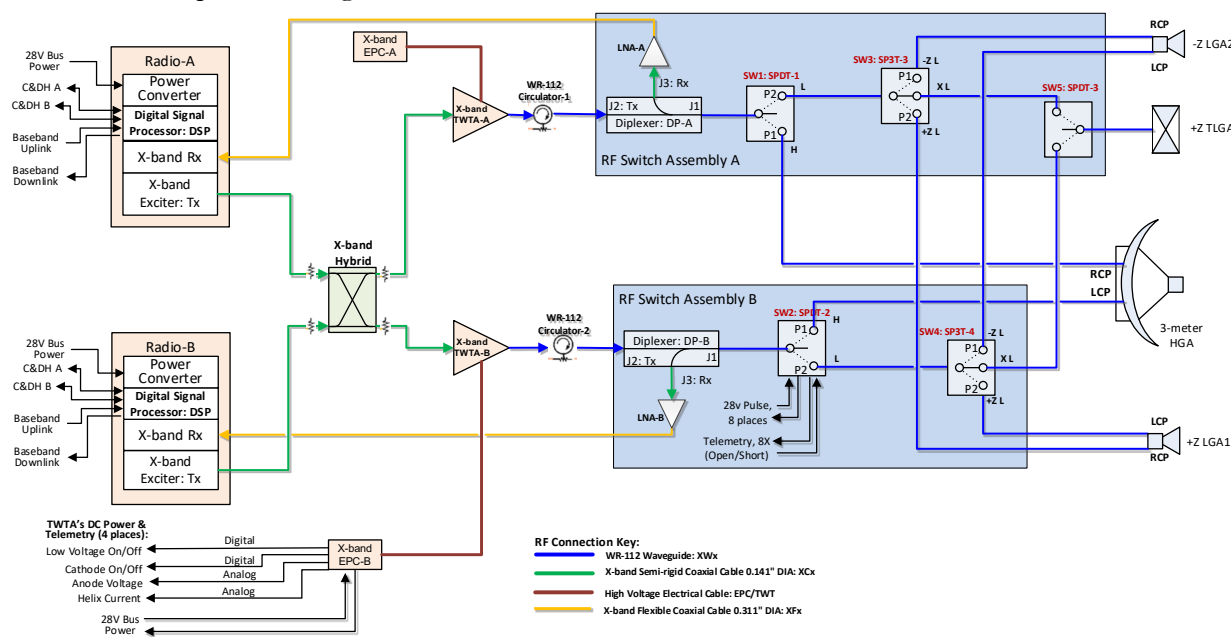 X-band
EPC-A
28V Bus
Power
C&DH A
C&DH B
Baseband
Uplink
Baseband
Downlink
Radio-A
Power
Converter
Digital Signal
Processor: DSP
X-band Rx
X-band
Exciter: Tx
X-band
TWTA-A
WR-112
Circulator-1
LNA-A
J3: Rx
J2: Tx
J1
Diplexer: DP-A
RF Switch Assembly A
SW1: SPDT-1
P2
P1
L
H
SW3: SP3T-3
P1
P2
-Z L
X L
+Z L
SW5: SPDT-3
RCP
LCP
-Z LGA2
+Z TLGA
RCP
LCP
3-meter
HGA
X-band
Hybrid
28V Bus
Power
C&DH A
C&DH B
Baseband
Uplink
Baseband
Downlink
Radio-B
Power
Converter
Digital Signal
Processor: DSP
X-band Rx
X-band
Exciter: Tx
X-band
TWTA-B
WR-112
Circulator-2
RF Switch Assembly B
Diplexer: DP-B
J2: Tx
J1
J3: Rx
LNA-B
SW2: SPDT-2
P1
P2
H
L
28v Pulse,
8 places
Telemetry, 8X
(Open/Short)
SW4: SP3T-4
P1
P2
-Z L
X L
+Z L
LCP
RCP
+Z LGA1
TWTA's DC Power &
Telemetry (4 places):
Low Voltage On/Off
Cathode On/Off
Anode Voltage
Helix Current
28V Bus
Power
Digital
Digital
Analog
Analog
X-band
EPC-B
RF Connection Key:
WR-112 Waveguide: XWx
X-band Semi-rigid Coaxial Cable 0.141" DIA: XCx
High Voltage Electrical Cable: EPC/TWT
X-band Flexible Coaxial Cable 0.311" DIA: XFx